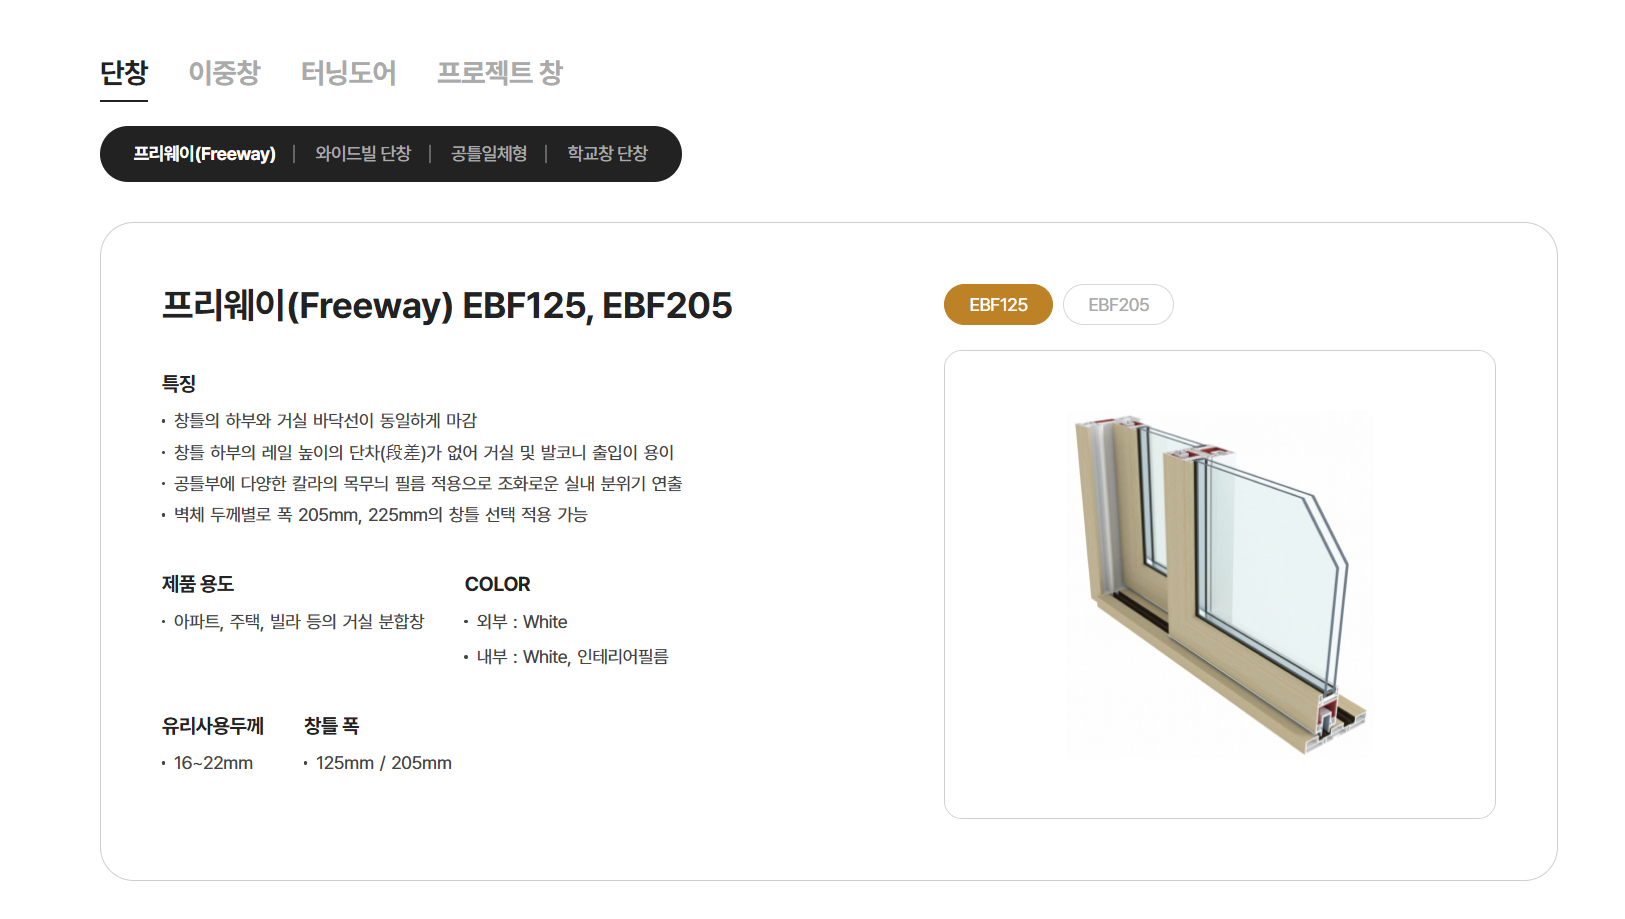 단창 이중창 터닝도어 프로젝트 창
프리웨이(Freeway) | 와이드빌 단창 | 공틀일체형 | 학교창 단창
프리웨이(Freeway) EBF125, EBF205
EBF125 EBF205
특징
· 창틀의 하부와 거실 바닥선이 동일하게 마감
· 창틀 하부의 레일 높이의 단차(段差)가 없어 거실 및 발코니 출입이 용이
· 공틀부에 다양한 칼라의 목무늬 필름 적용으로 조화로운 실내 분위기 연출
· 벽체 두께별로 폭 205mm, 225mm의 창틀 선택 적용 가능
제품 용도
· 아파트, 주택, 빌라 등의 거실 분합창
COLOR
· 외부 : White
· 내부 : White, 인테리어필름
유리사용두께
· 16~22mm
창틀 폭
· 125mm / 205mm